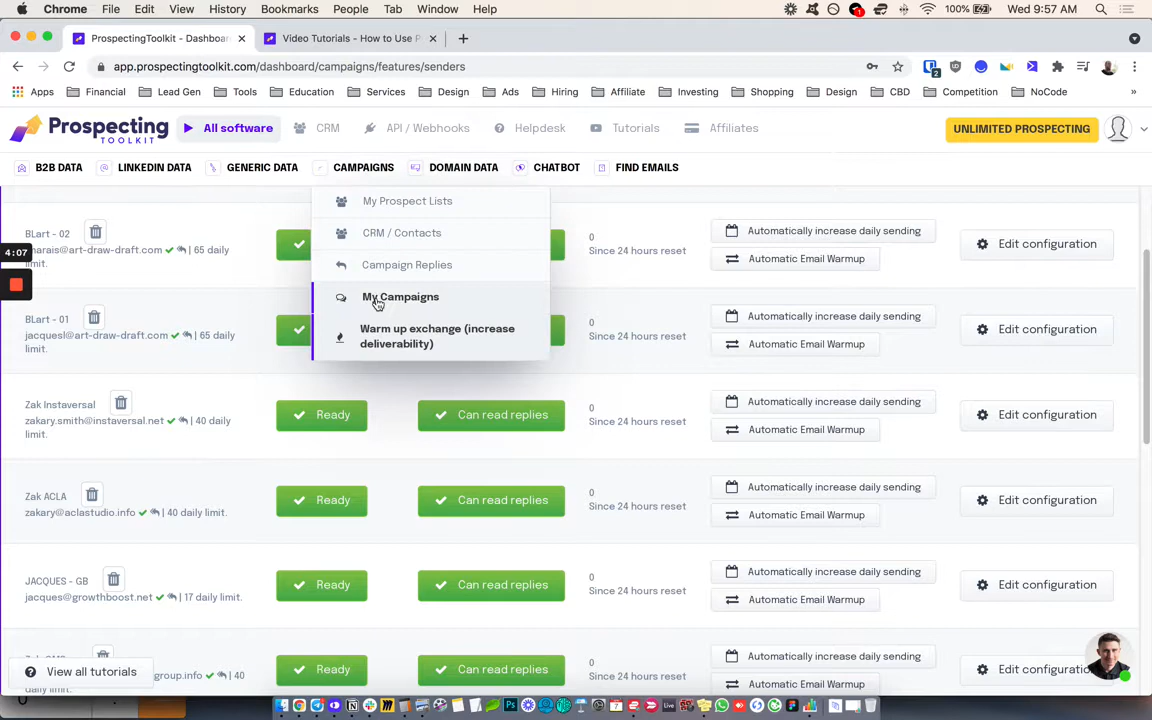 Chrome File Edit View History Bookmarks People Tab Window Help 100% Wed 9:57 AM
ProspectingToolkit - Dashboa Video Tutorials - How to Use P
app.prospectingtoolkit.com/dashboard/campaigns/features/senders
Apps Financial Lead Gen Tools Education Services Design Ads Hiring Affiliate Investing Shopping Design CBD Competition NoCode »
Prospecting TOOLKIT All software CRM API / Webhooks Helpdesk Tutorials Affiliates UNLIMITED PROSPECTING
B2B DATA LINKEDIN DATA GENERIC DATA CAMPAIGNS DOMAIN DATA CHATBOT FIND EMAILS
My Prospect Lists
CRM / Contacts
Campaign Replies
My Campaigns
Warm up exchange (increase
deliverability)
4:07
BLart - 02
marais@art-draw-draft.com | 65 daily
limit.
0
Since 24 hours reset
Automatically increase daily sending
Automatic Email Warmup
Edit configuration
BLart - 01
jacquesl@art-draw-draft.com | 65 daily
limit.
0
Since 24 hours reset
Automatically increase daily sending
Automatic Email Warmup
Edit configuration
Zak Instaversal
zakary.smith@instaversal.net | 40 daily
limit.
Ready
Can read replies
0
Since 24 hours reset
Automatically increase daily sending
Automatic Email Warmup
Edit configuration
Zak ACLA
zakary@aclastudio.info | 40 daily limit.
Ready
Can read replies
0
Since 24 hours reset
Automatically increase daily sending
Automatic Email Warmup
Edit configuration
JACQUES - GB
jacques@growthboost.net | 17 daily limit.
Ready
Can read replies
0
Since 24 hours reset
Automatically increase daily sending
Automatic Email Warmup
Edit configuration
group.info | 40
daily limit.
Ready
Can read replies
0
Since 24 hours reset
Automatically increase daily sending
Automatic Email Warmup
Edit
View all tutorials